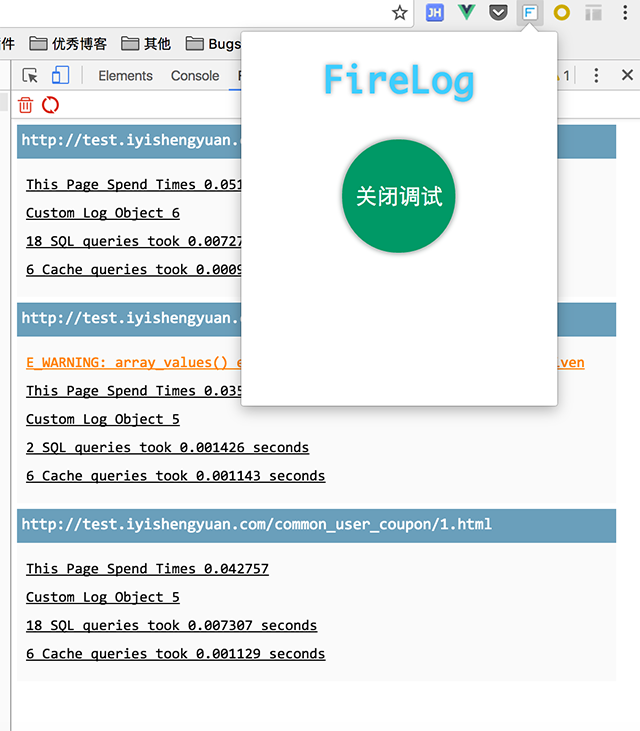 JH F
件 优秀博客 其他 Bugs
Elements Console 1
FireLog
关闭调试
http://test.iyishengyuan.
This Page Spend Times 0.051
Custom Log Object 6
18 SQL queries took 0.00727
6 Cache queries took 0.0009
http://test.iyishengyuan.
E_WARNING: array_values() e ven
This Page Spend Times 0.035
Custom Log Object 5
2 SQL queries took 0.001426 seconds
6 Cache queries took 0.001143 seconds
http://test.iyishengyuan.com/common_user_coupon/1.html
This Page Spend Times 0.042757
Custom Log Object 5
18 SQL queries took 0.007307 seconds
6 Cache queries took 0.001129 seconds